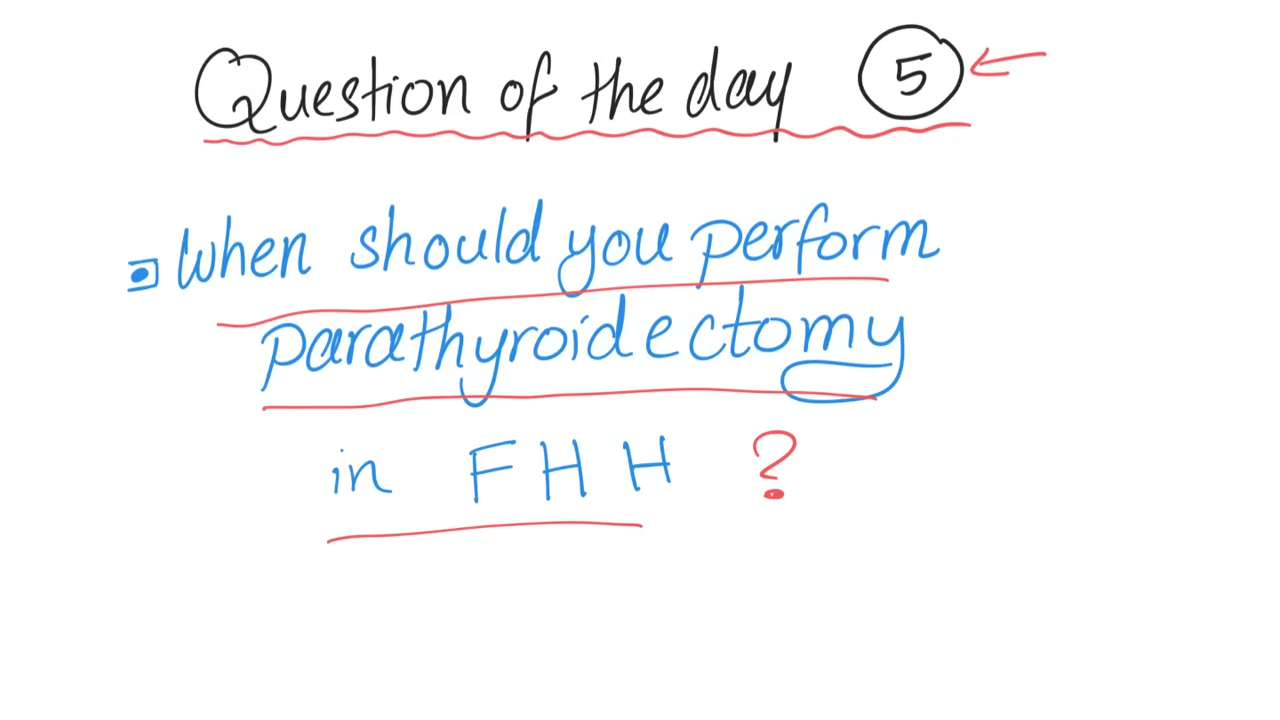 Question of the day 5
When should you perform
parathyroidectomy
in FHH ?